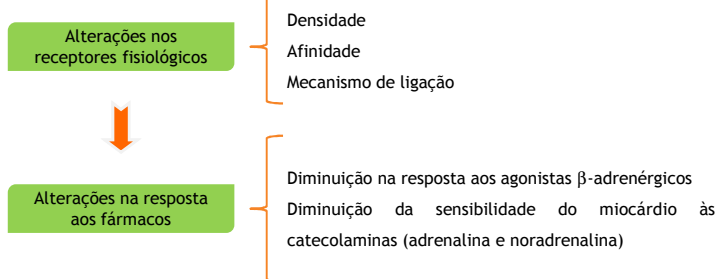 Alterações nos
receptores fisiológicos
Densidade
Afinidade
Mecanismo de ligação
Alterações na resposta
aos fármacos
Diminuição na resposta aos agonistas β-adrenérgicos
Diminuição da sensibilidade do miocárdio às
catecolaminas (adrenalina e noradrenalina)